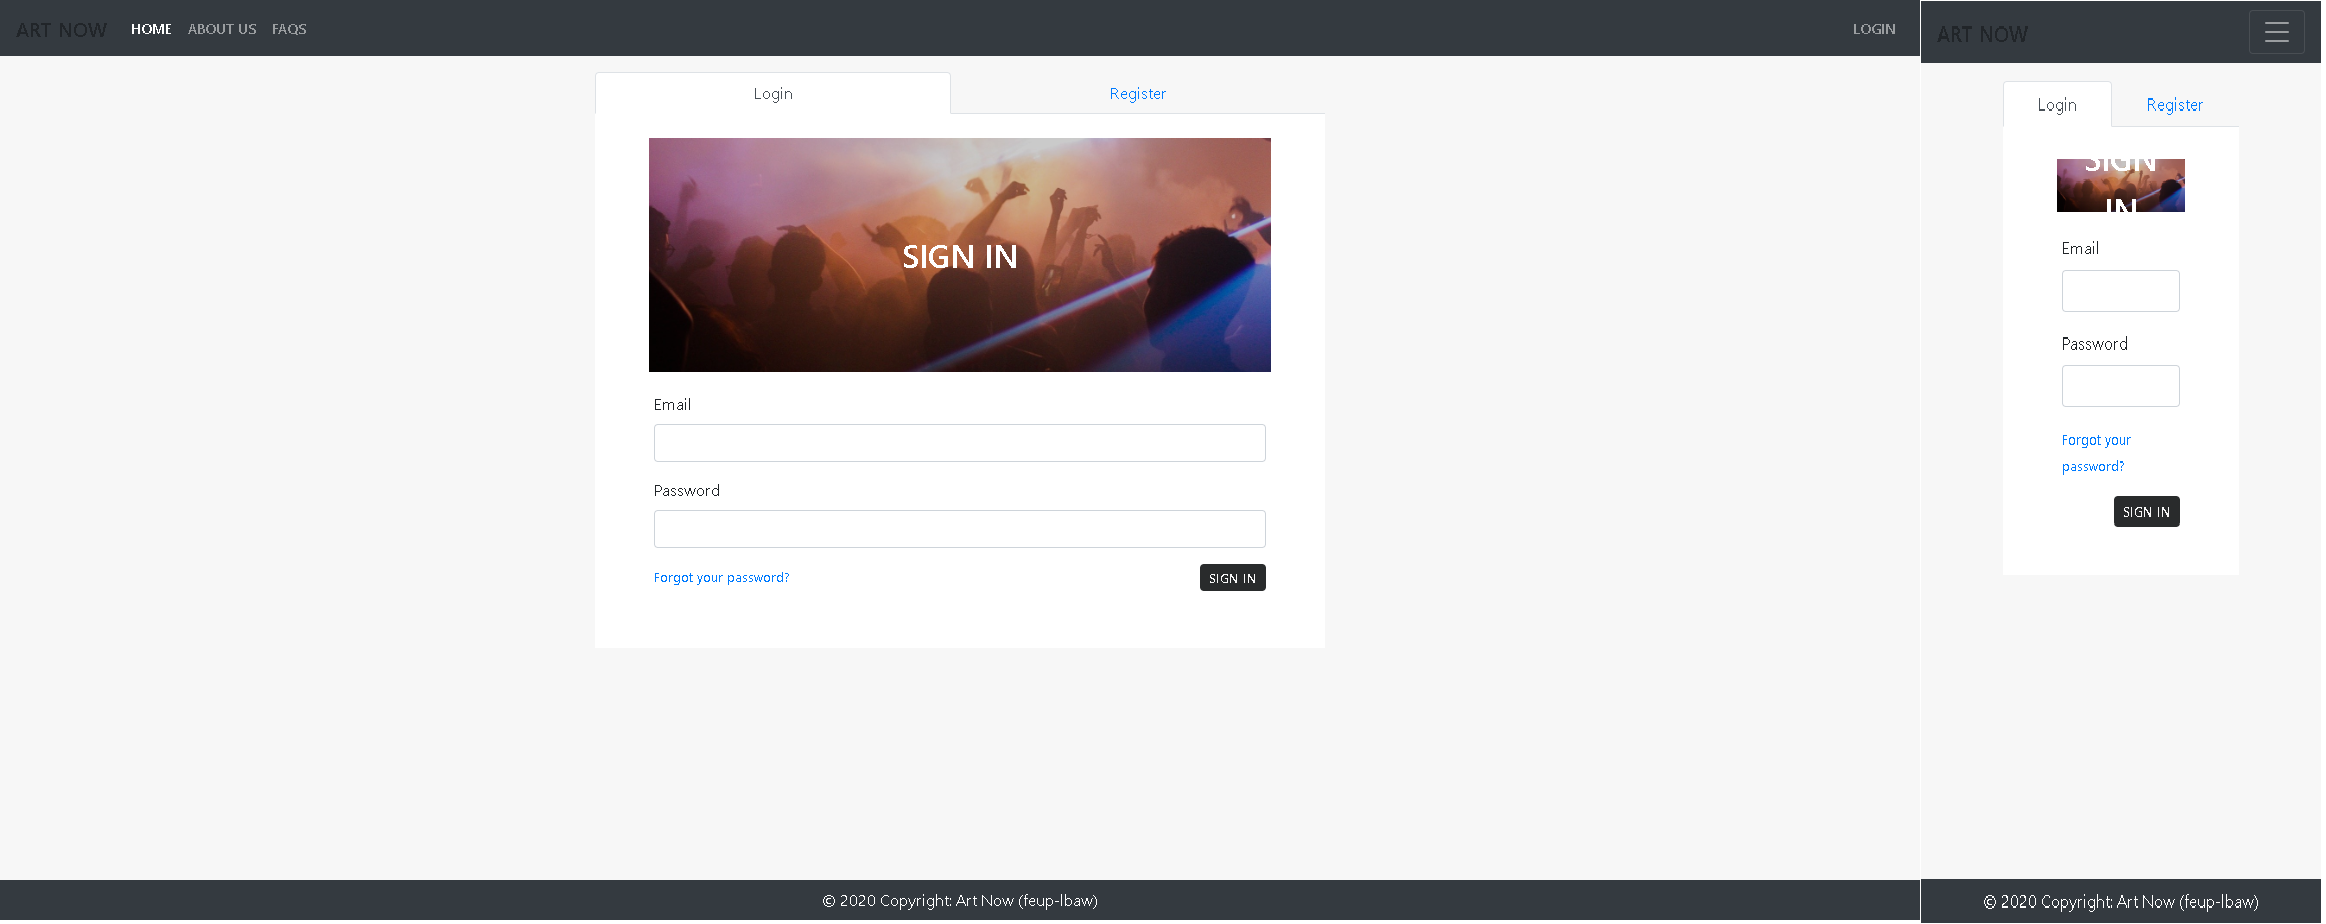 ART NOW HOME ABOUT US FAQS LOGIN
Login Register
SIGN IN
Email
Password
Forgot your password? SIGN IN
© 2020 Copyright: Art Now (feup-lbaw)
ART NOW
Login Register
SIGN
IN
Email
Password
Forgot your
password?
SIGN IN
© 2020 Copyright: Art Now (feup-lbaw)